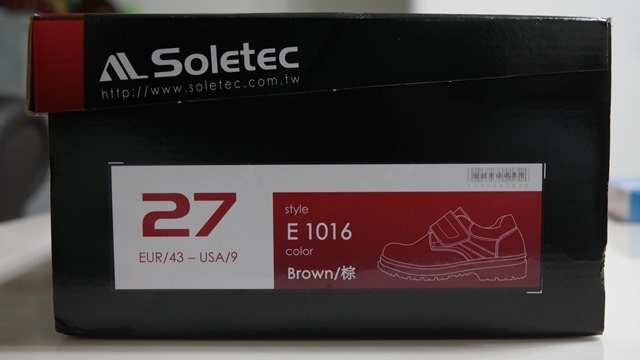 Soletec
http://www.soletec.com.tw
27
EUR/43 – USA/9
style
E 1016
color
Brown/棕